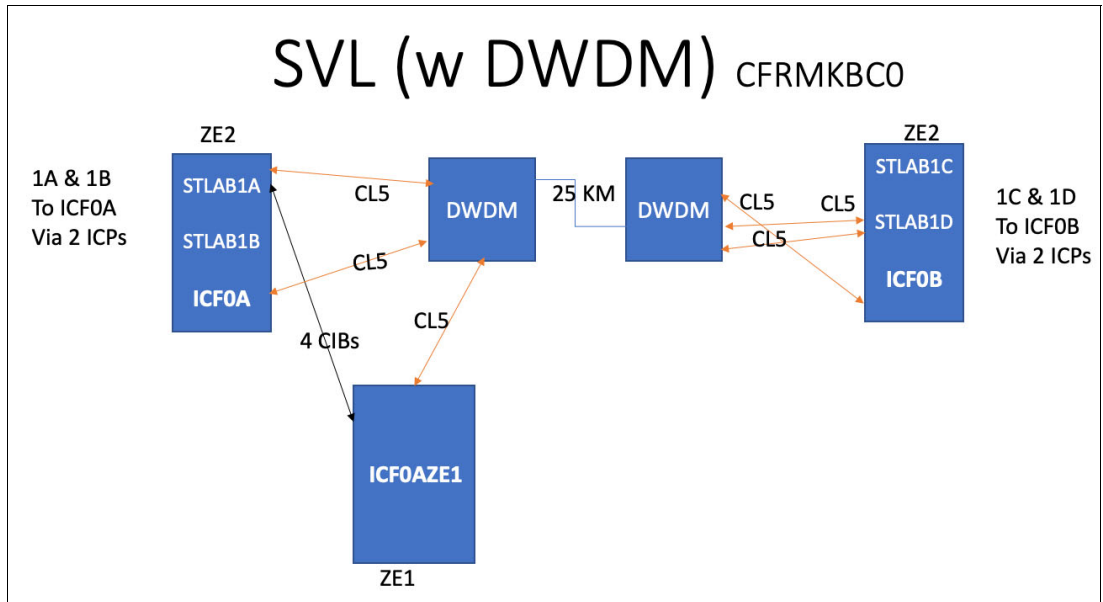 SVL (w DWDM) CFRMKBC0
ZE2
1A & 1B
To ICF0A
Via 2 ICPs
STLAB1A
STLAB1B
ICF0A
CL5
CL5
4 CIBs
DWDM
25 KM
DWDM
CL5
CL5
CL5
CL5
ZE2
STLAB1C
STLAB1D
ICF0B
1C & 1D
To ICF0B
Via 2 ICPs
ICF0AZE1
ZE1